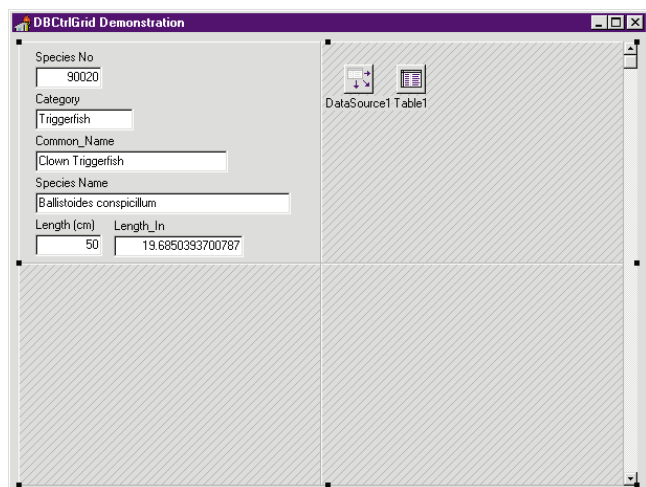 DBCtrlGrid Demonstration
Species No
90020
Category
Triggerfish
Common_Name
Clown Triggerfish
Species Name
Ballistoides conspicillum
Length (cm) Length_In
50 19.6850393700787
DataSource1 Table1